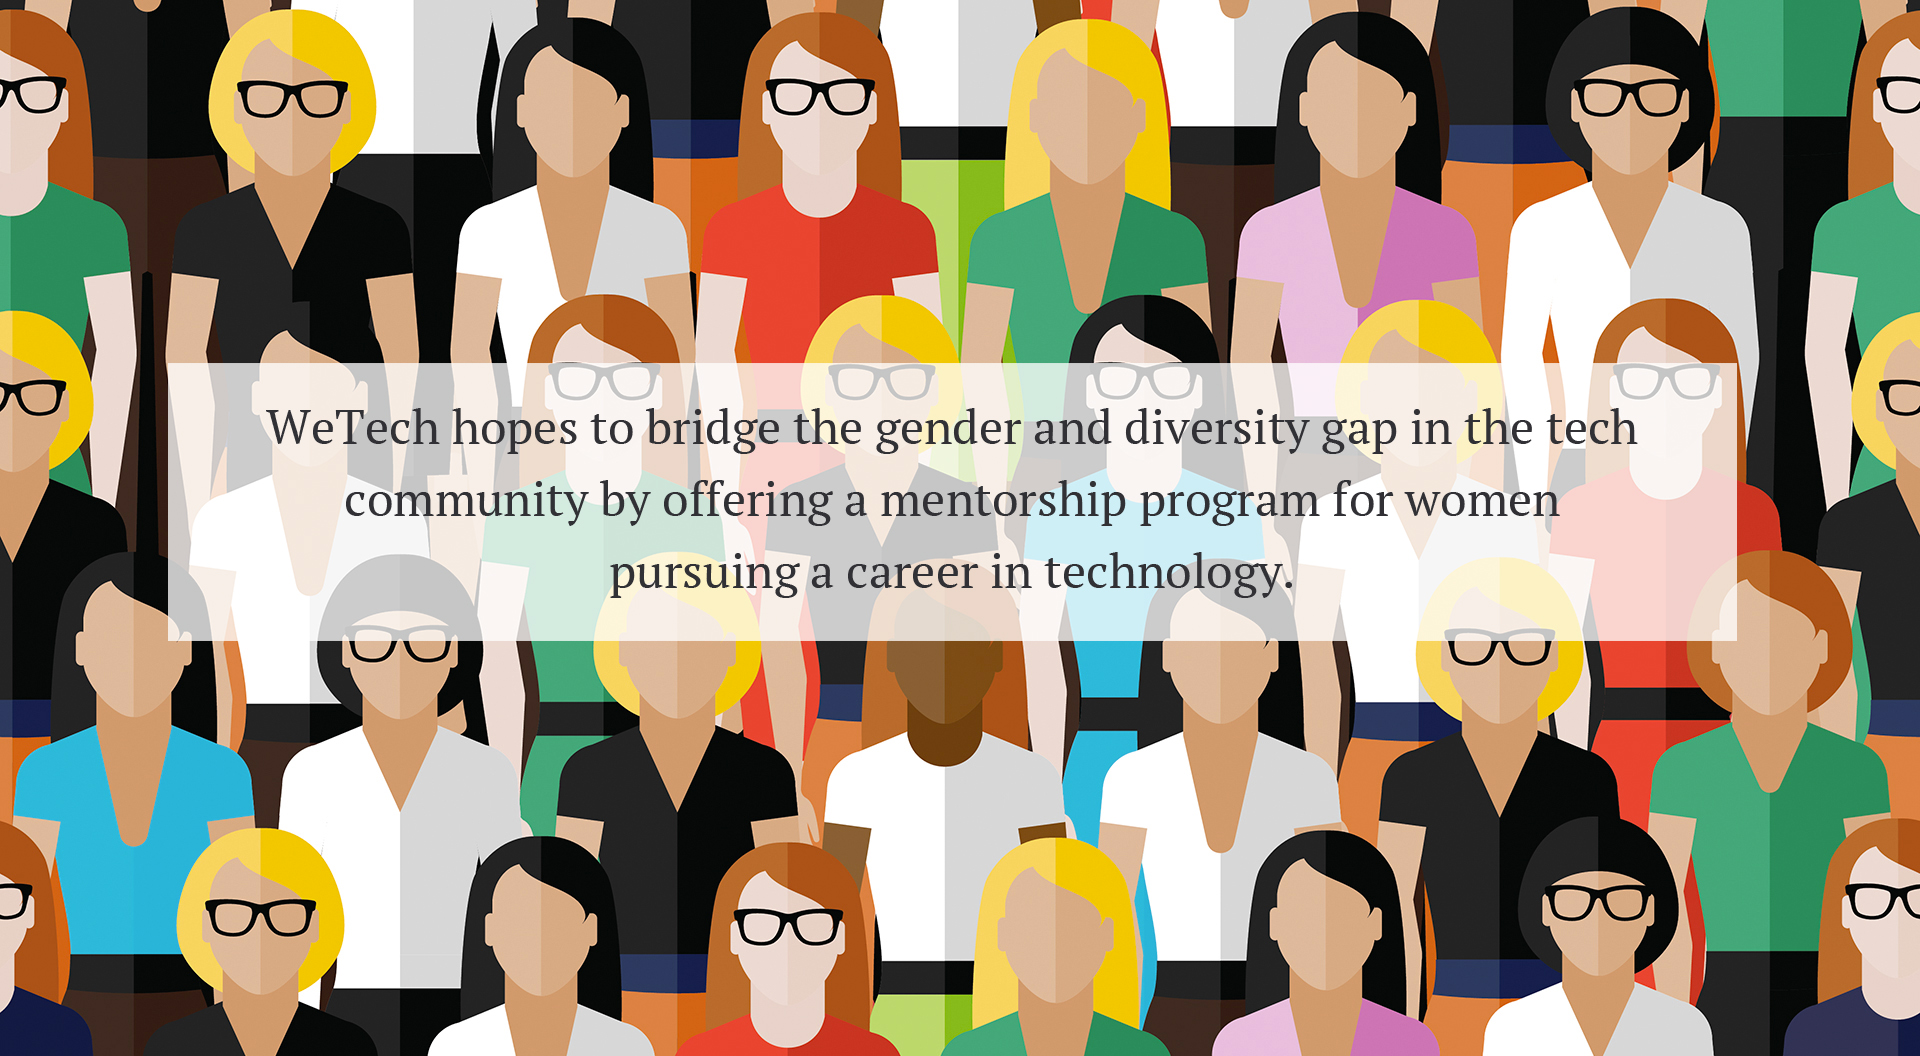 WeTech hopes to bridge the gender and diversity gap in the tech
community by offering a mentorship program for women
pursuing a career in technology.